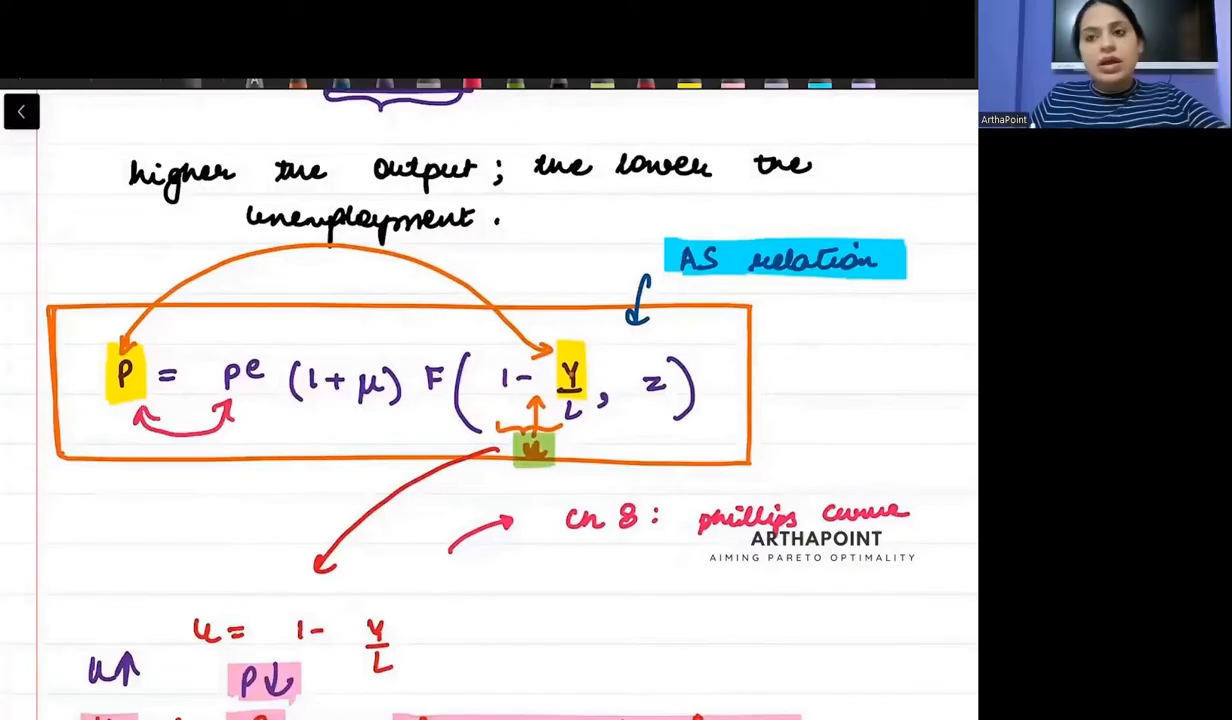 higher the output ; the lower the
unemployment .
AS relation
P = Pe (1 + μ) F ( 1 - Y/L , z )
u
Ch 8 : phillips curve
ARTHAPOINT
AIMING PARETO OPTIMALITY
u = 1 - Y/L
u↑ P↓
ArthaPoint